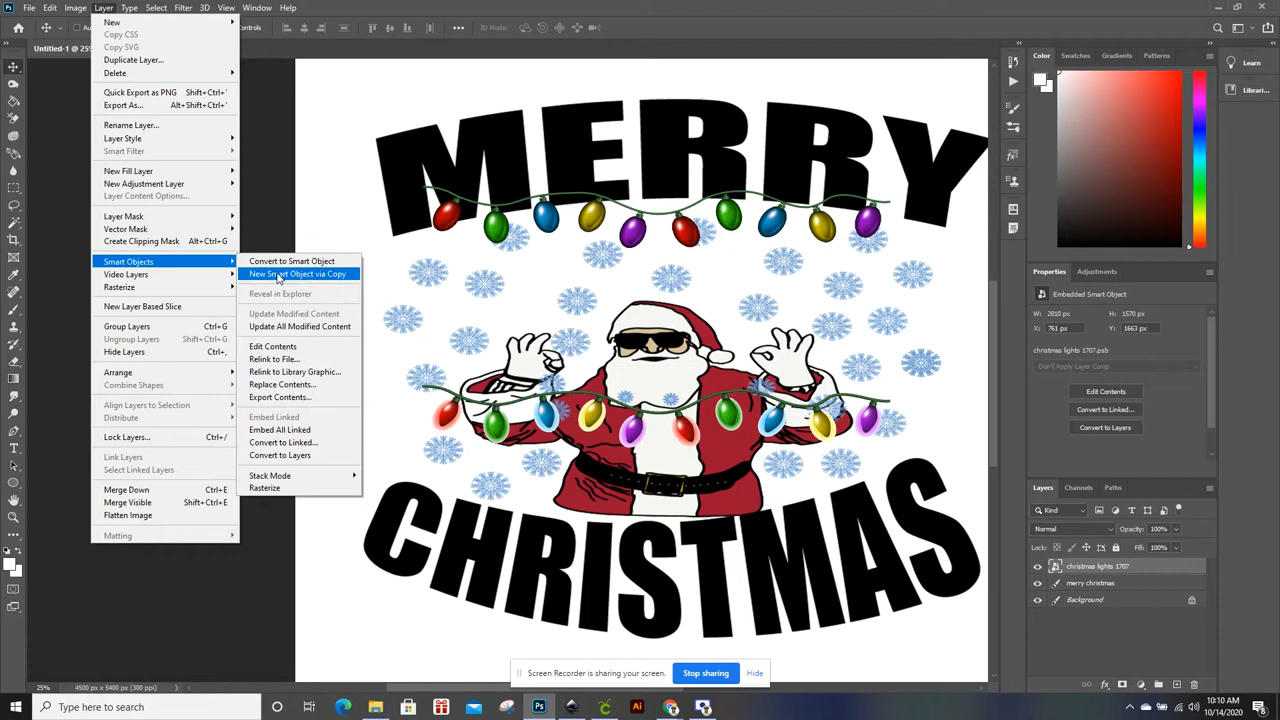 Ps File Edit Image Layer Type Select Filter 3D View Window Help
Au Controls 3D Mode:
Untitled-1 @ 25%
New
Copy CSS
Copy SVG
Duplicate Layer...
Delete
Quick Export as PNG Shift+Ctrl+'
Export As... Alt+Shift+Ctrl+'
Rename Layer...
Layer Style
Smart Filter
New Fill Layer
New Adjustment Layer
Layer Content Options...
Layer Mask
Vector Mask
Create Clipping Mask Alt+Ctrl+G
Smart Objects
Video Layers
Rasterize
New Layer Based Slice
Group Layers Ctrl+G
Ungroup Layers Shift+Ctrl+G
Hide Layers Ctrl+,
Arrange
Combine Shapes
Align Layers to Selection
Distribute
Lock Layers... Ctrl+/
Link Layers
Select Linked Layers
Merge Down Ctrl+E
Merge Visible Shift+Ctrl+E
Flatten Image
Matting
Convert to Smart Object
New Smart Object via Copy
Reveal in Explorer
Update Modified Content
Update All Modified Content
Edit Contents
Relink to File...
Relink to Library Graphic...
Replace Contents...
Export Contents...
Embed Linked
Embed All Linked
Convert to Linked...
Convert to Layers
Stack Mode
Rasterize
MERRY
CHRISTMAS
Color Swatches Gradients Patterns
Learn
Librari...
Properties Adjustments
Embedded Smart Object
W: 2810 px H: 1570 px
X: 761 px Y: 1663 px
christmas lights 1707.psb
Don't Apply Layer Comp
Edit Contents
Convert to Linked...
Convert to Layers
Layers Channels Paths
Kind
Normal Opacity: 100%
Lock: Fill: 100%
christmas lights 1707
merry christmas
Background
Screen Recorder is sharing your screen. Stop sharing Hide
25% 4500 px x 5400 px (300 ppi)
Type here to search
10:10 AM
10/14/2020